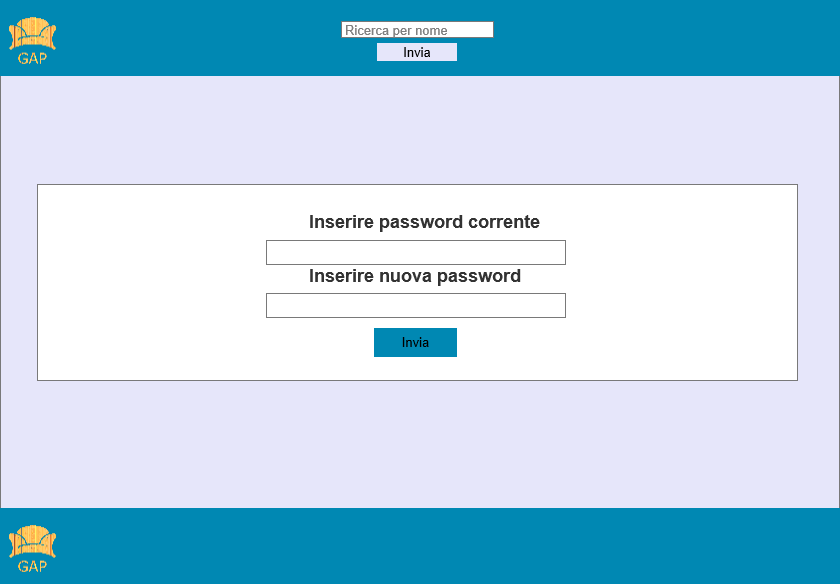 GAP
Ricerca per nome
Invia
Inserire password corrente
Inserire nuova password
Invia
GAP